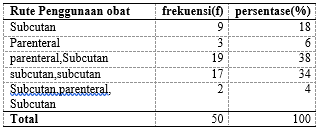 Rute Penggunaan obat frekuensi(f) persentase(%)
Subcutan 9 18
Parenteral 3 6
parenteral,Subcutan 19 38
subcutan,subcutan 17 34
Subcutan,parenteral, 2 4
Subcutan
Total 50 100